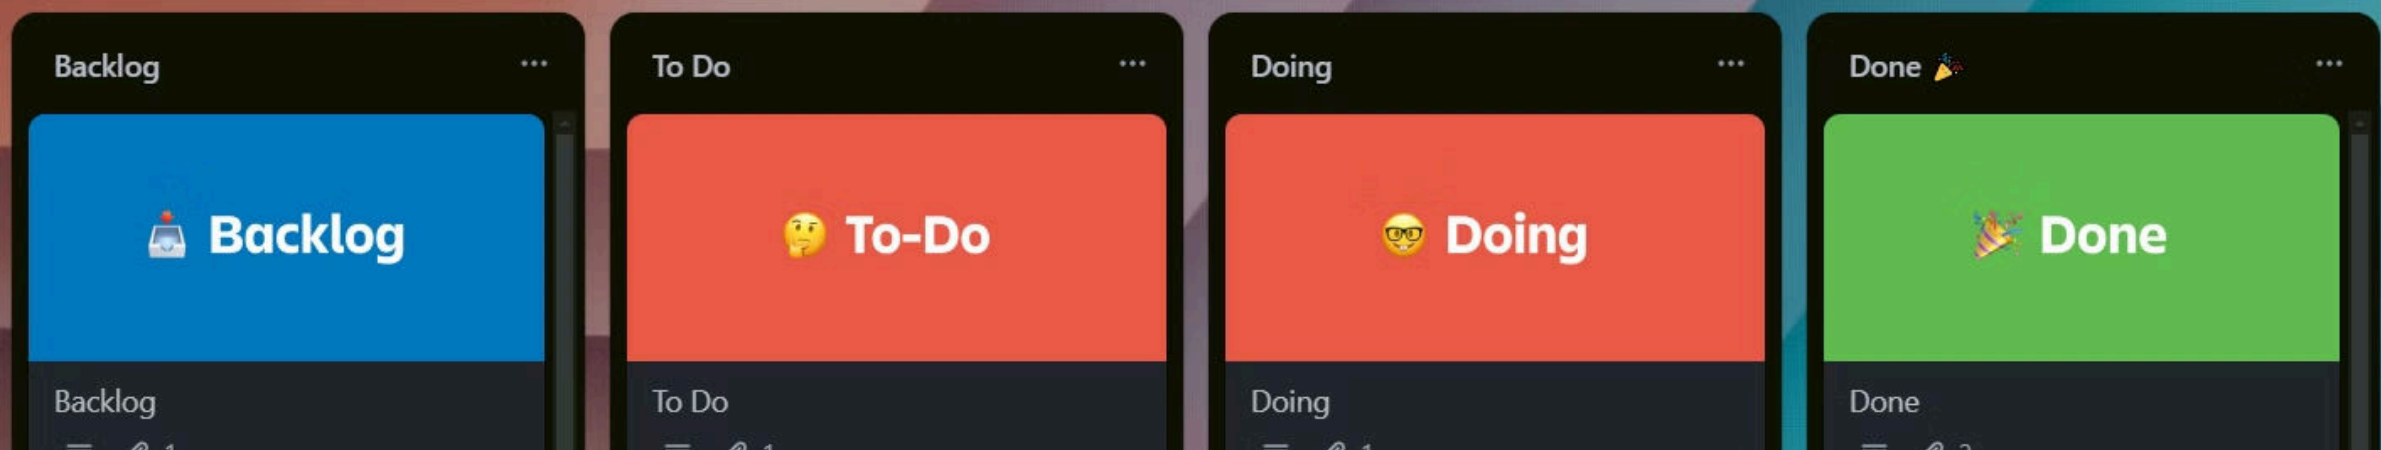 Backlog
To Do
Doing
Done 🎉
Backlog
To-Do
Doing
Done
Backlog
To Do
Doing
Done